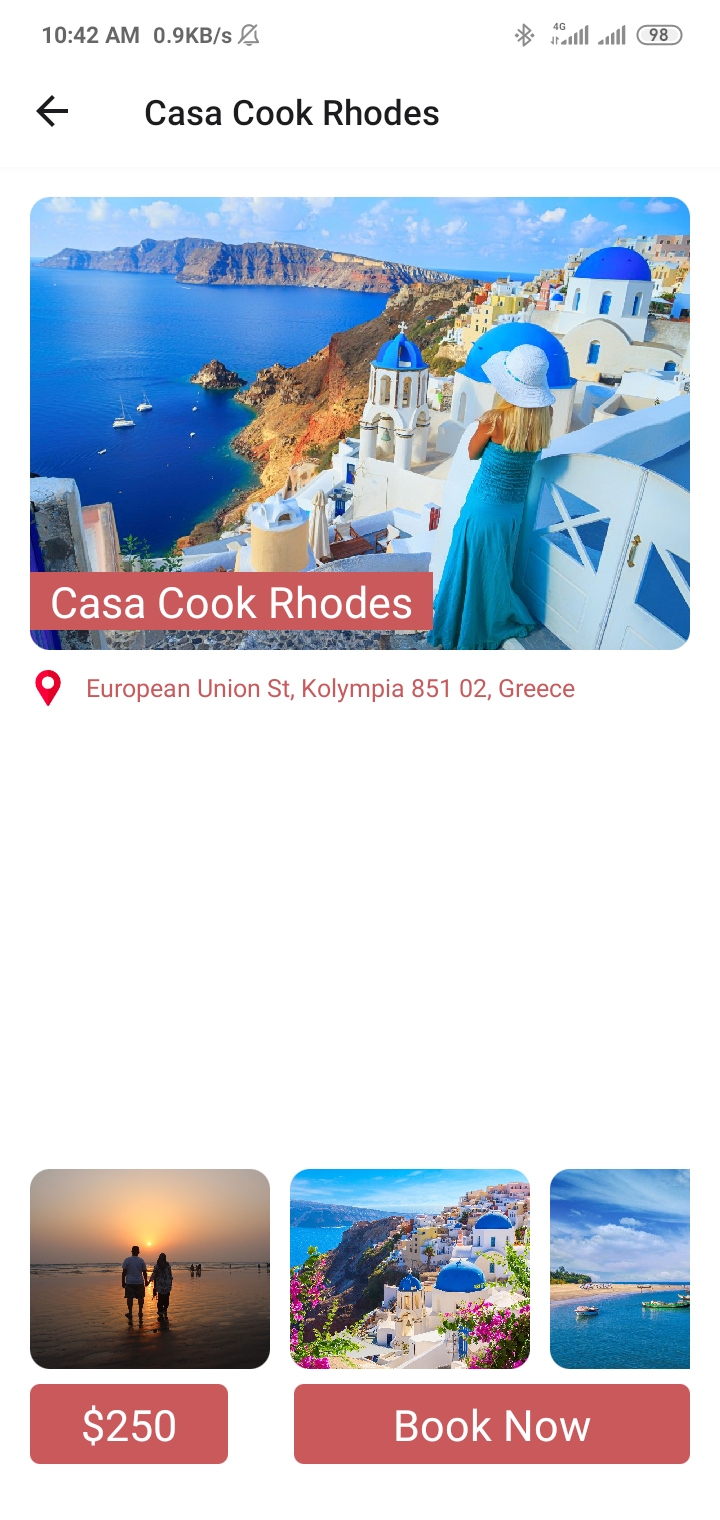 10:42 AM 0.9KB/s 4G 98
Casa Cook Rhodes
Casa Cook Rhodes
European Union St, Kolympia 851 02, Greece
$250 Book Now